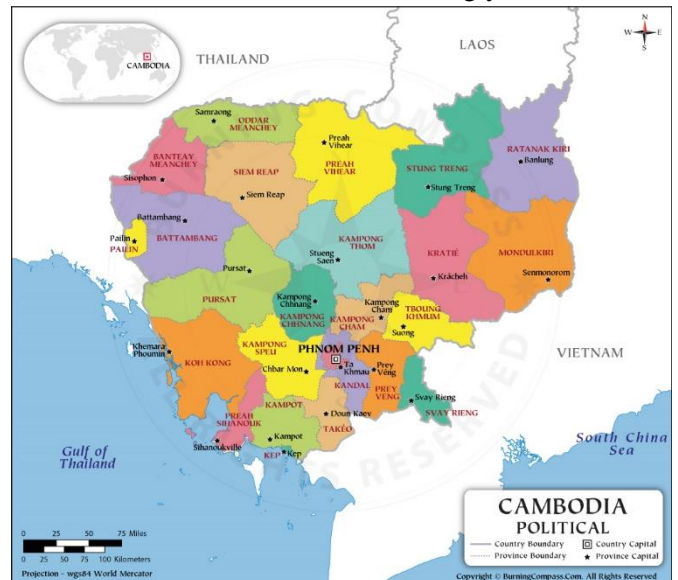 N
W E
S
CAMBODIA
THAILAND
LAOS
Samraong
ODDAR
MEANCHEY
Preah
Vihear
PREAH
VIHEAR
BANTEAY
MEANCHEY
Sisophon
SIEM REAP
Siem Reap
STUNG TRENG
Stung Treng
RATANAK KIRI
Banlung
Battambang
BATTAMBANG
Pailin
PAILIN
Pursat
PURSAT
KAMPONG
THOM
Stueng
Saen
KRATIÉ
Krâchéh
MONDULKIRI
Senmonorom
Kampong
Chhnang
KAMPONG
CHHNANG
Kampong
Cham
KAMPONG
CHAM
TBOUNG
KHMUM
Suong
Khemara
Phoumin
KOH KONG
KAMPONG
SPEU
Chbar Mon
PHNOM PENH
Ta
Khmau
KANDAL
Prey
Veng
PREY
VENG
Svay Rieng
SVAY RIENG
VIETNAM
PREAH
SIHANOUK
Sihanoukville
KAMPOT
Kampot
Doun Kaev
TAKÉO
KEP
Kep
Gulf of
Thailand
South China
Sea
0 25 50 75 Miles
0 25 50 75 100 Kilometers
Projection - wgs84 World Mercator
CAMBODIA
POLITICAL
Country Boundary Country Capital
Province Boundary Province Capital
Copyright © BurningCompass.Com. All Rights Reserved